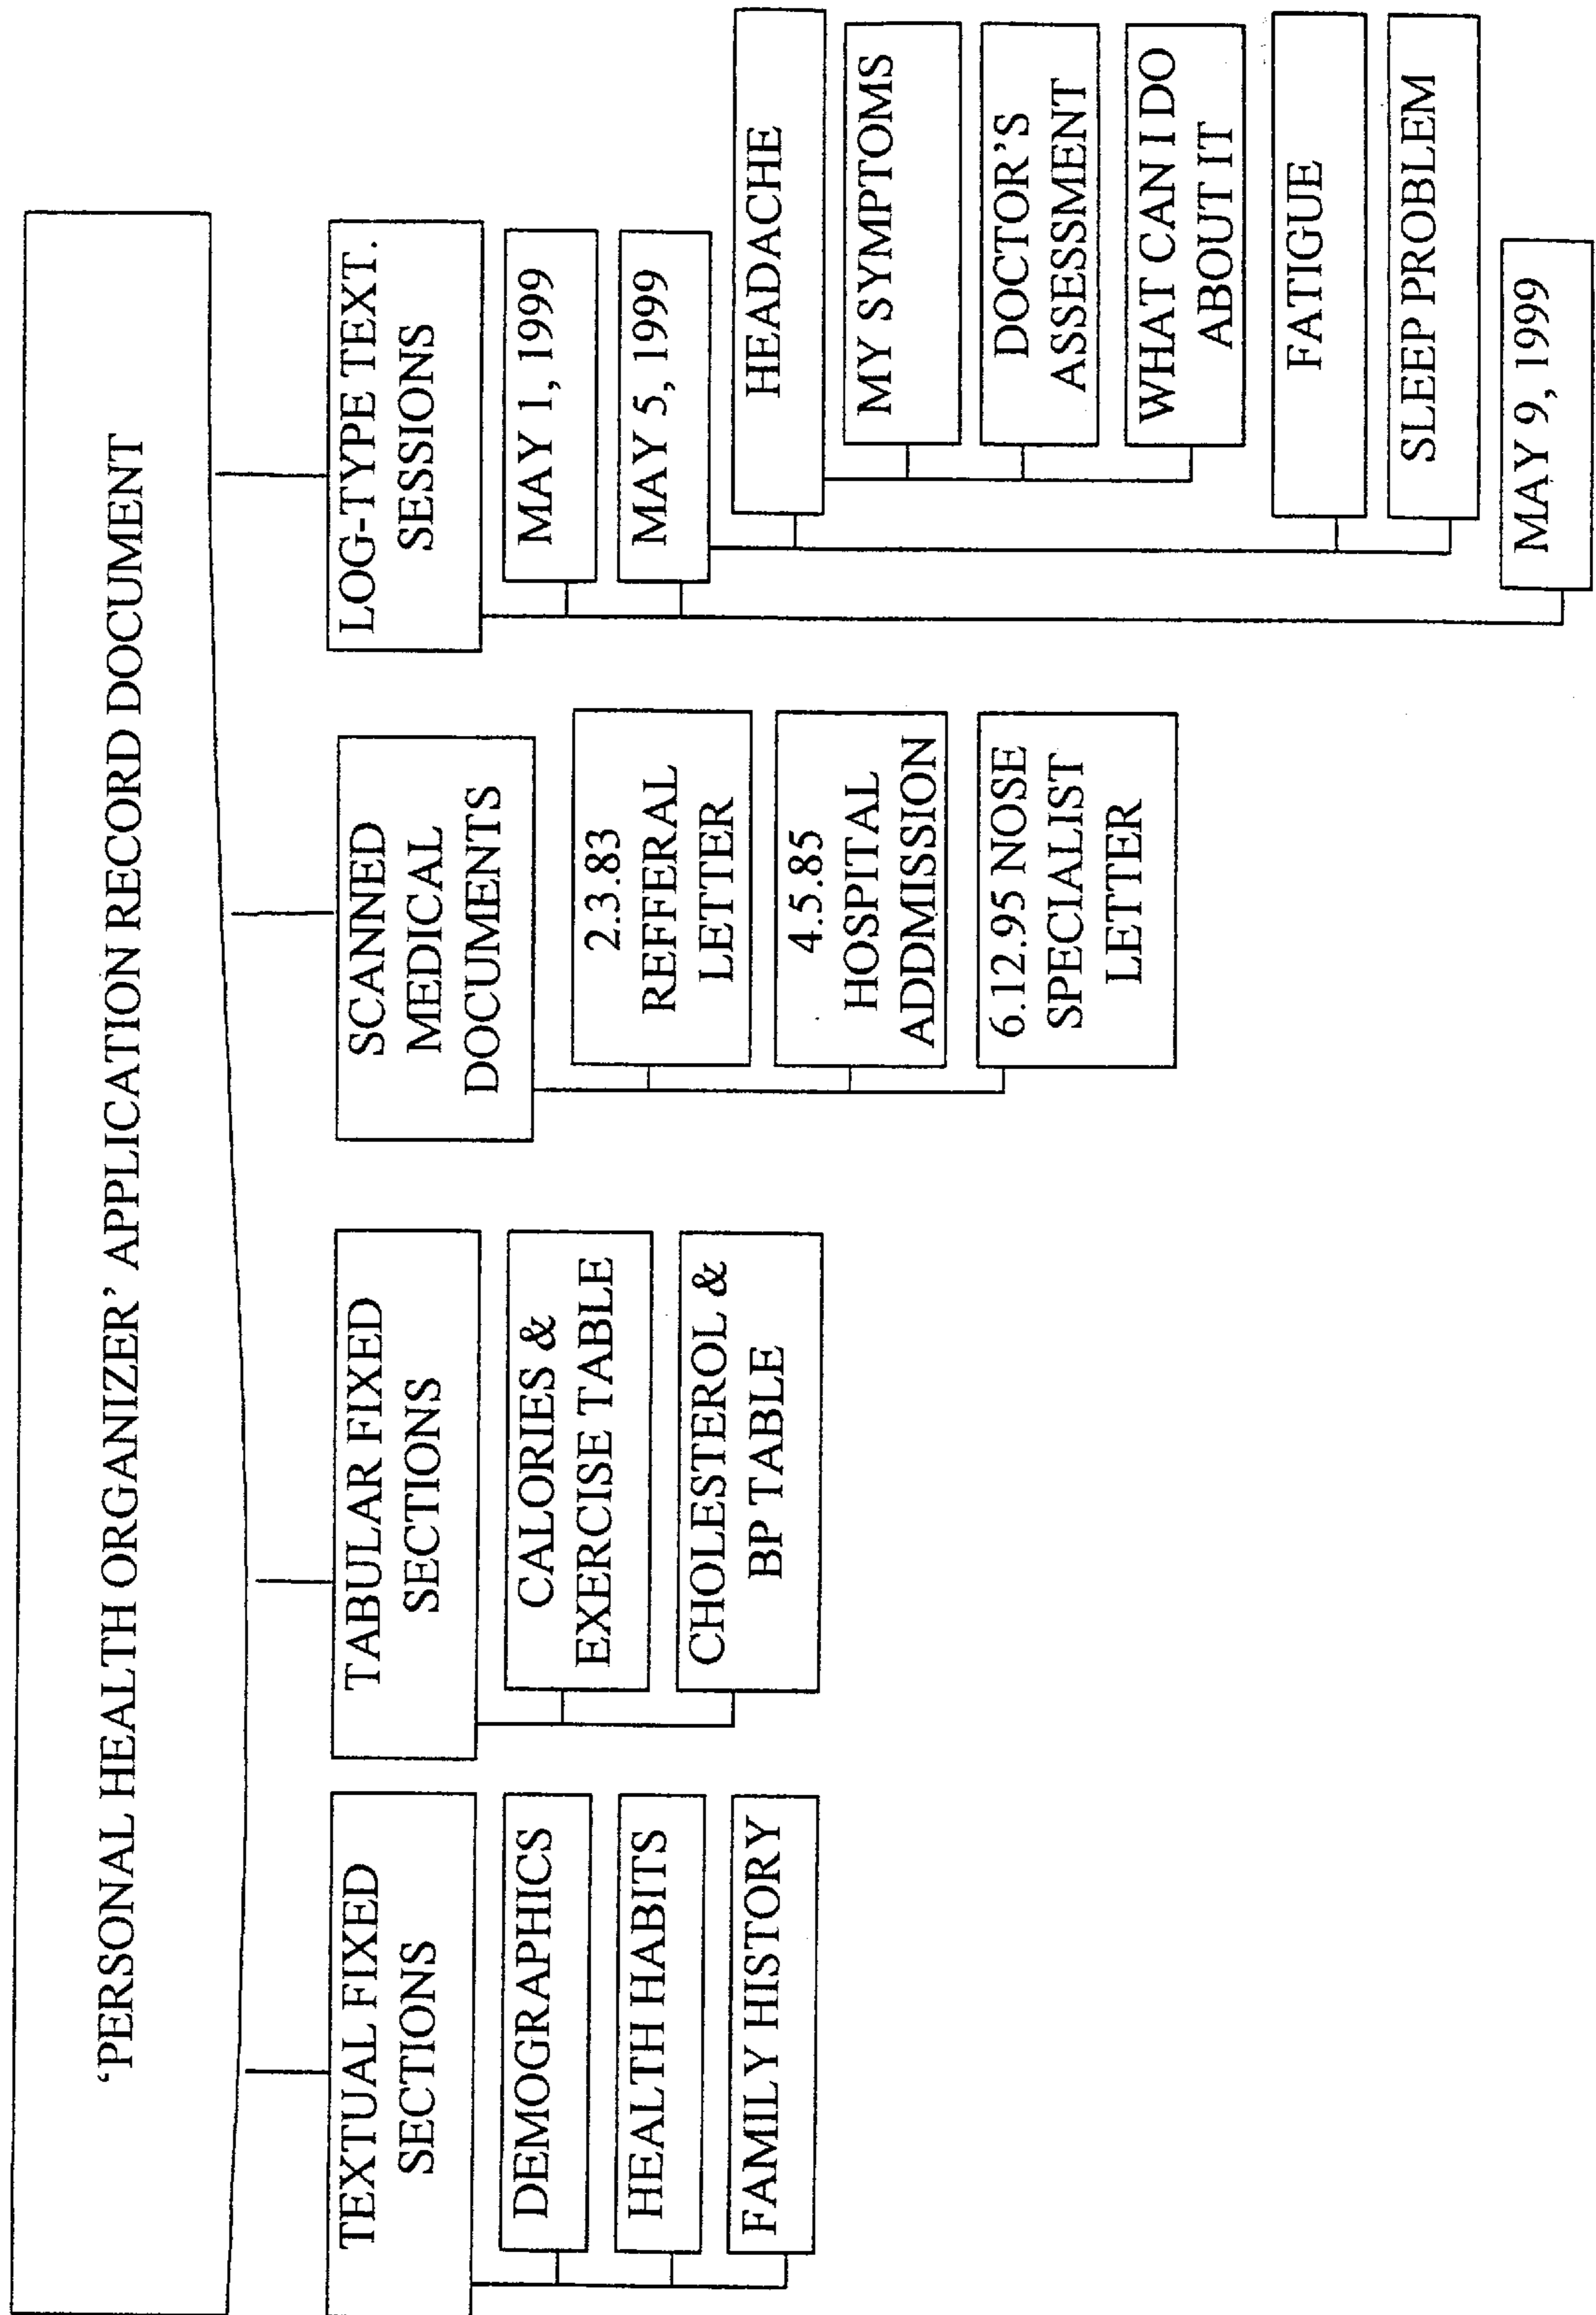 'PERSONAL HEALTH ORGANIZER' APPLICATION RECORD DOCUMENT
TEXTUAL FIXED
SECTIONS
DEMOGRAPHICS
HEALTH HABITS
FAMILY HISTORY
TABULAR FIXED
SECTIONS
CALORIES &
EXERCISE TABLE
CHOLESTEROL &
BP TABLE
SCANNED
MEDICAL
DOCUMENTS
2.3.83
REFFERAL
LETTER
4.5.85
HOSPITAL
ADDMISSION
6.12.95 NOSE
SPECIALIST
LETTER
LOG-TYPE TEXT.
SESSIONS
MAY 1, 1999
MAY 5, 1999
HEADACHE
MY SYMPTOMS
DOCTOR'S
ASSESSMENT
WHAT CAN I DO
ABOUT IT
FATIGUE
SLEEP PROBLEM
MAY 9, 1999